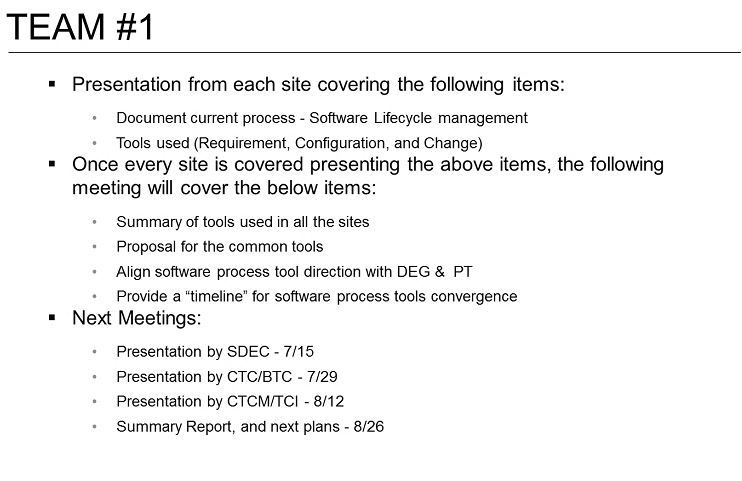 TEAM #1
▪ Presentation from each site covering the following items:
• Document current process - Software Lifecycle management
• Tools used (Requirement, Configuration, and Change)
▪ Once every site is covered presenting the above items, the following
meeting will cover the below items:
• Summary of tools used in all the sites
• Proposal for the common tools
• Align software process tool direction with DEG & PT
• Provide a “timeline” for software process tools convergence
▪ Next Meetings:
• Presentation by SDEC - 7/15
• Presentation by CTC/BTC - 7/29
• Presentation by CTCM/TCI - 8/12
• Summary Report, and next plans - 8/26